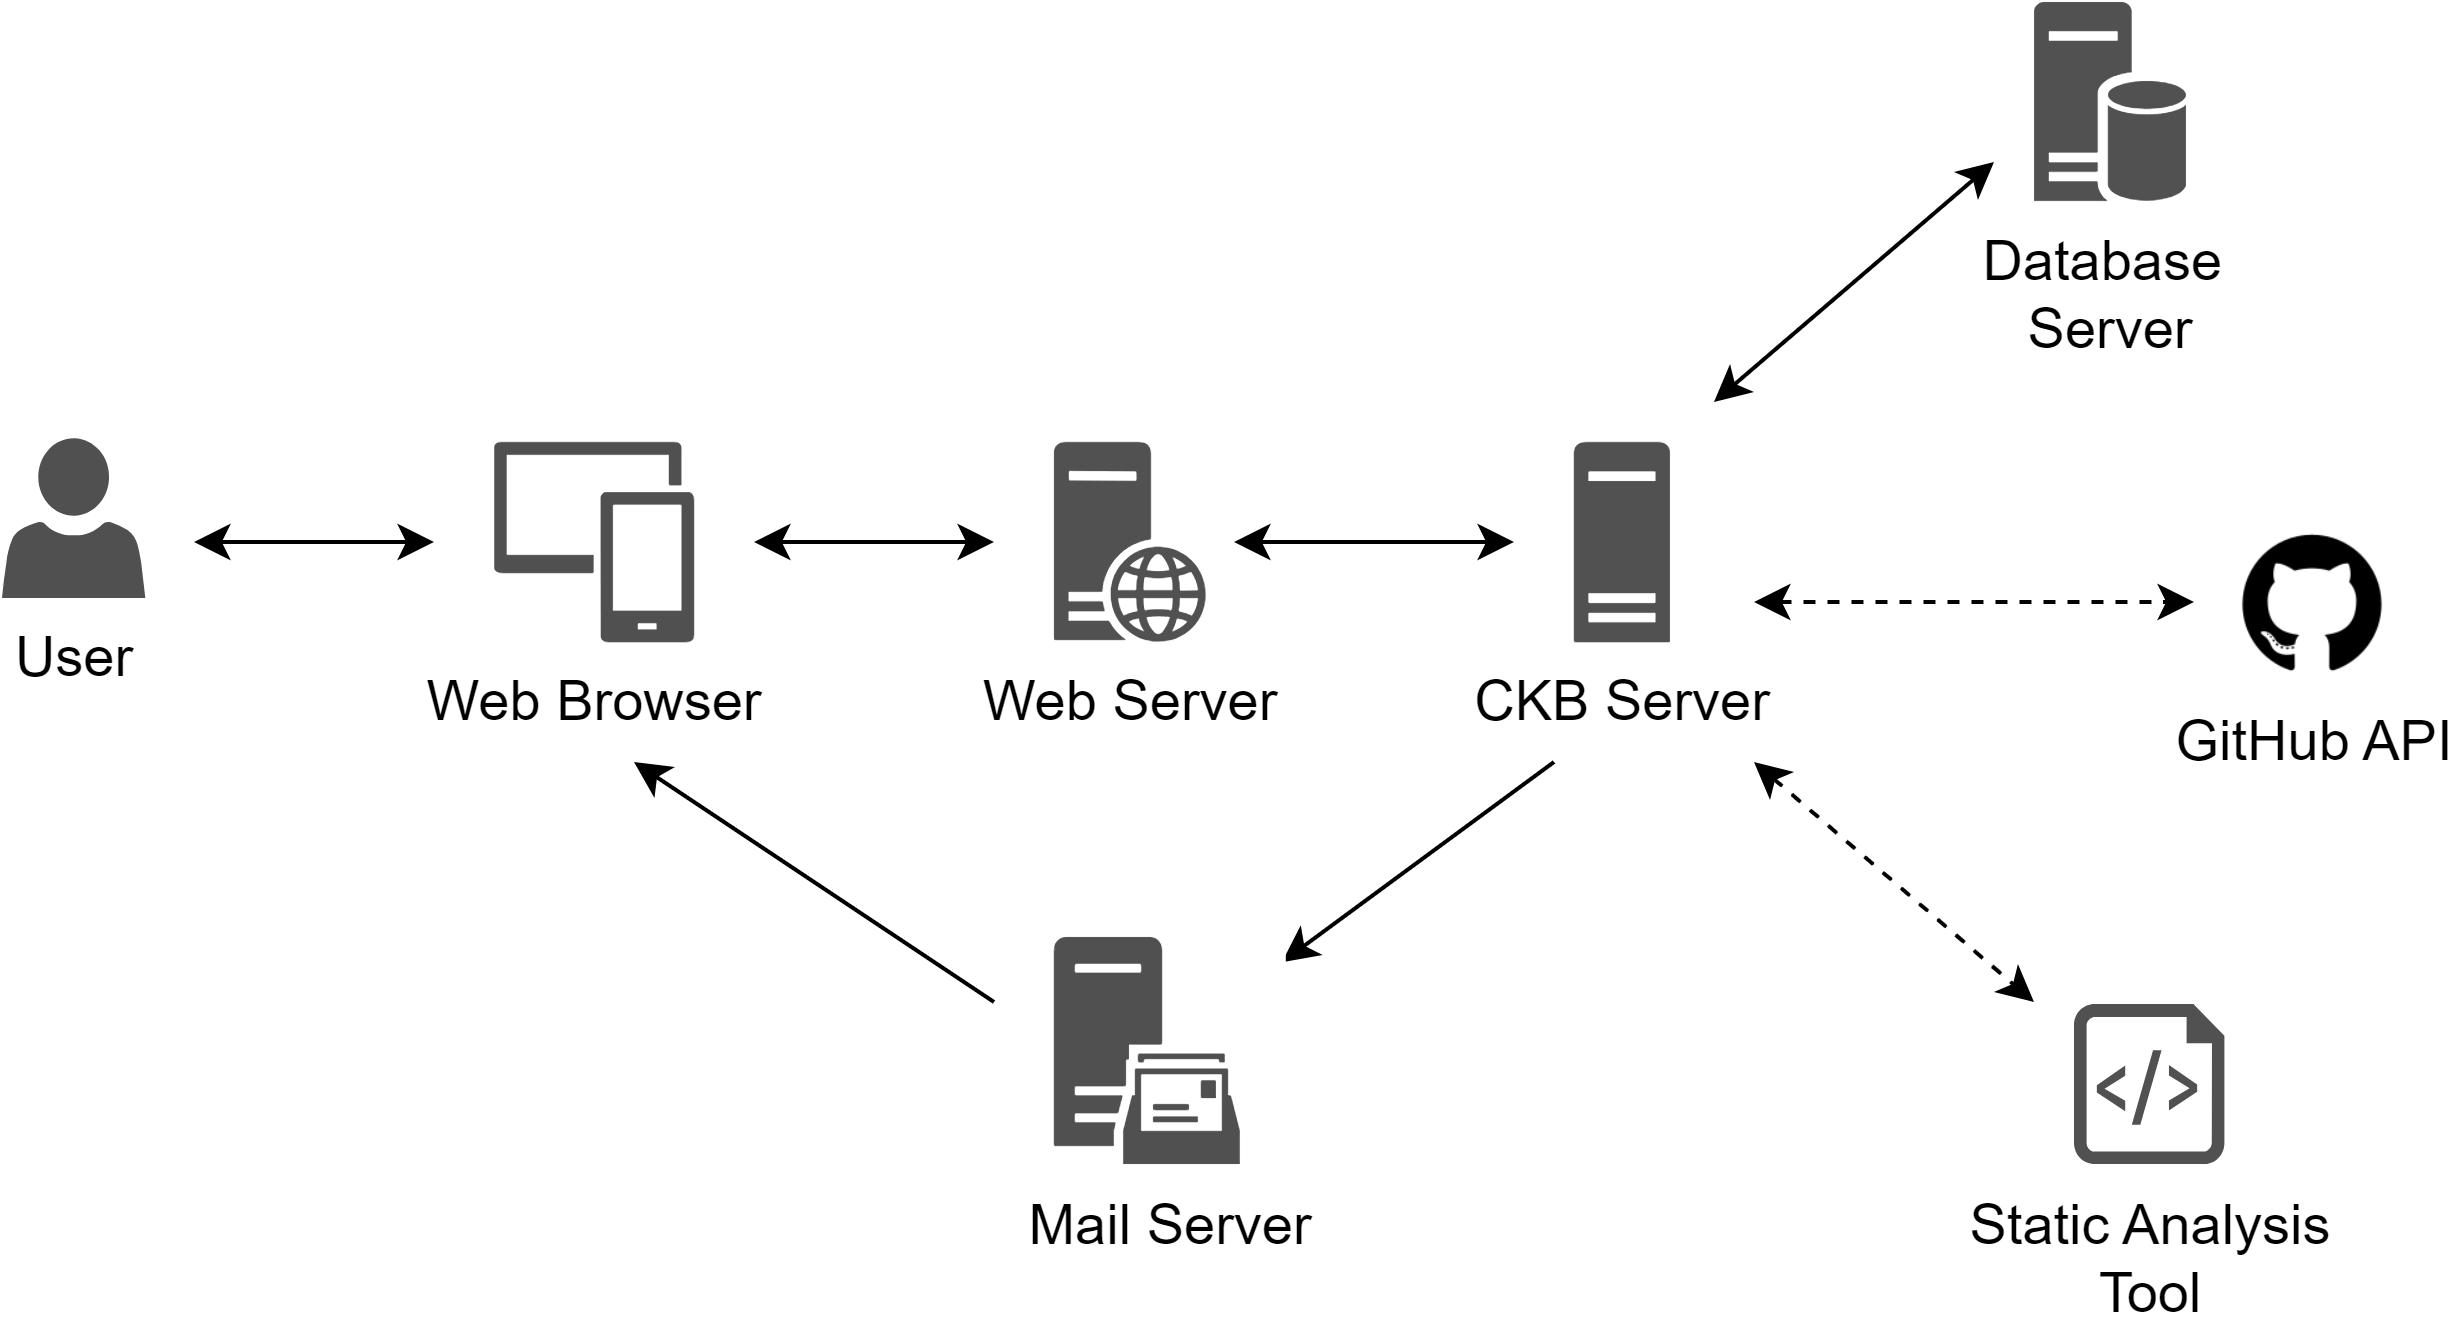 Database
Server
User
Web Browser
Web Server
CKB Server
GitHub API
Mail Server
Static Analysis
Tool